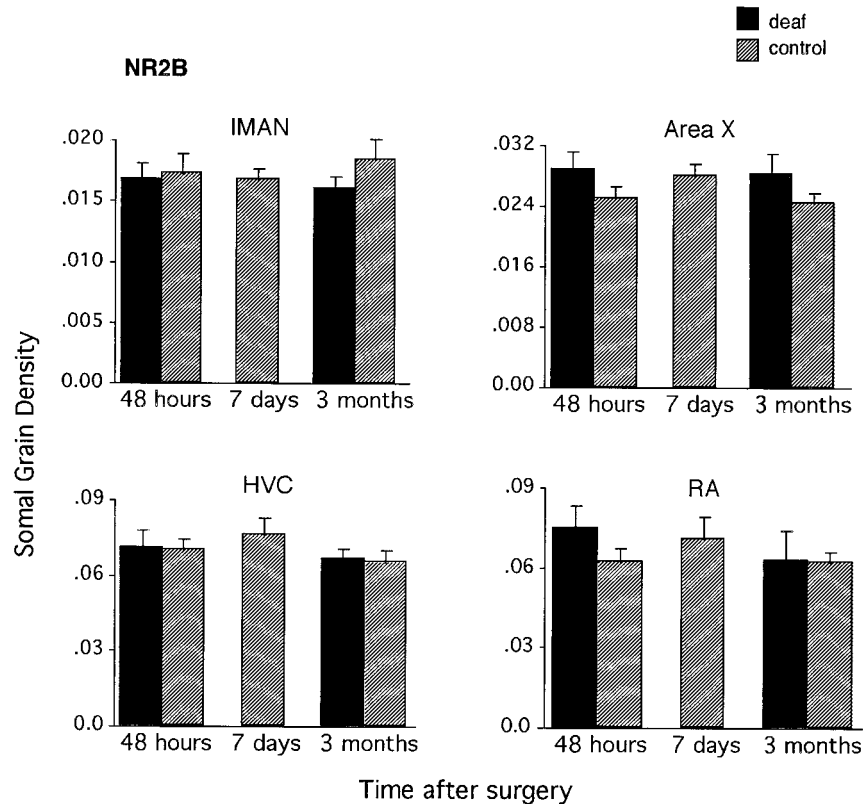 deaf
control
NR2B
lMAN
.020
.015
.010
.005
0.00
48 hours 7 days 3 months
Area X
.032
.024
.016
.008
0.00
48 hours 7 days 3 months
HVC
.09
.06
.03
0.0
48 hours 7 days 3 months
RA
.09
.06
.03
0.0
48 hours 7 days 3 months
Somal Grain Density
Time after surgery